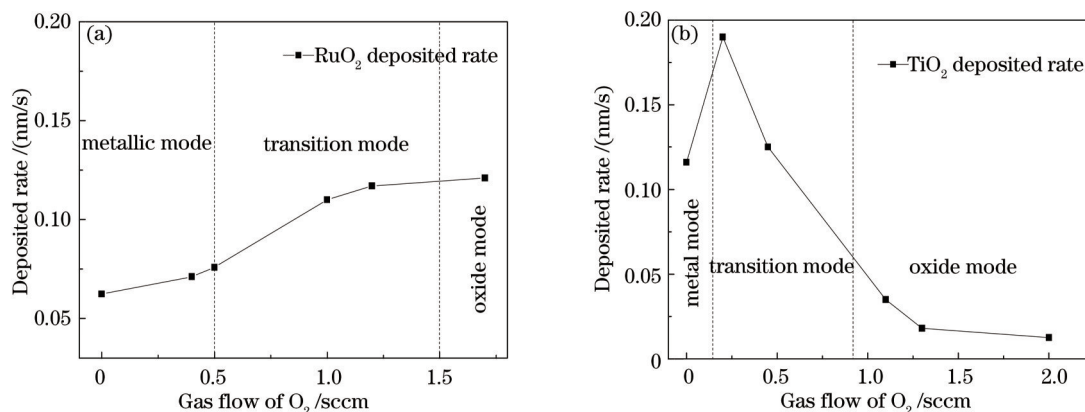 0.20
(a)
RuO₂ deposited rate
0.15
metallic mode
transition mode
0.10
0.05
oxide mode
Deposited rate /(nm/s)
0
0.5
1.0
1.5
Gas flow of O₂ /sccm
0.20
(b)
TiO₂ deposited rate
0.15
0.10
0.05
0
metal mode
transition mode
oxide mode
Deposited rate /(nm/s)
0
0.5
1.0
1.5
2.0
Gas flow of O₂ /sccm